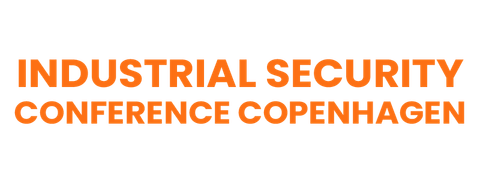 INDUSTRIAL SECURITY
CONFERENCE COPENHAGEN